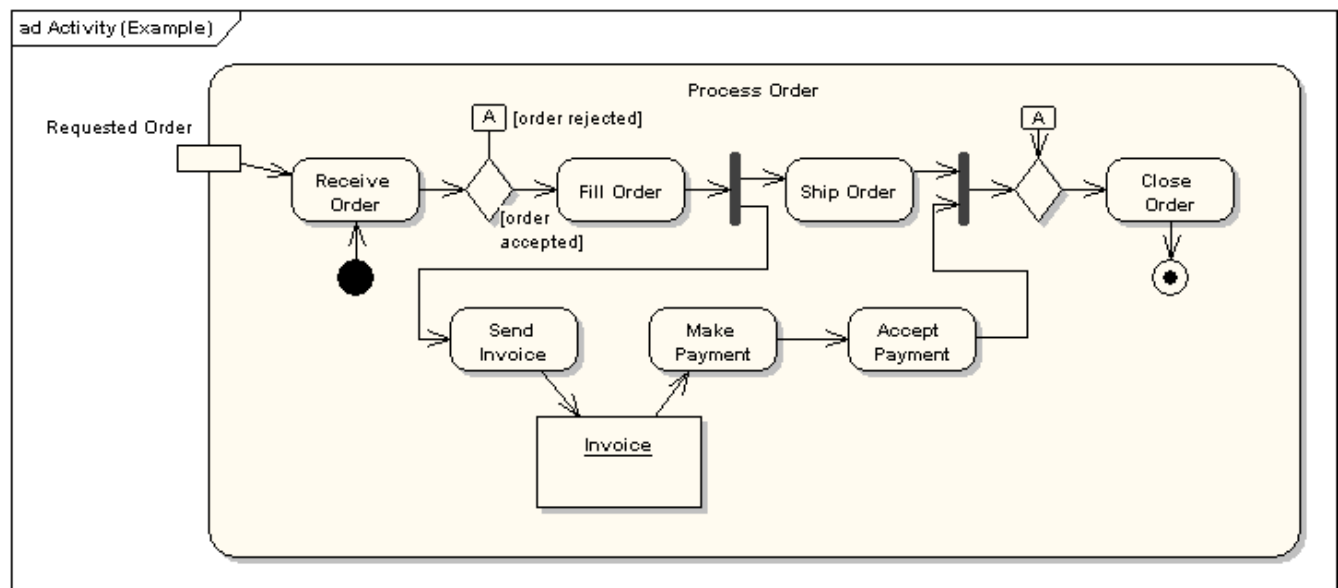 ad Activity (Example)
Process Order
Requested Order
A
[order rejected]
A
Receive
Order
Fill Order
Ship Order
Close
Order
[order
accepted]
Send
Invoice
Make
Payment
Accept
Payment
Invoice